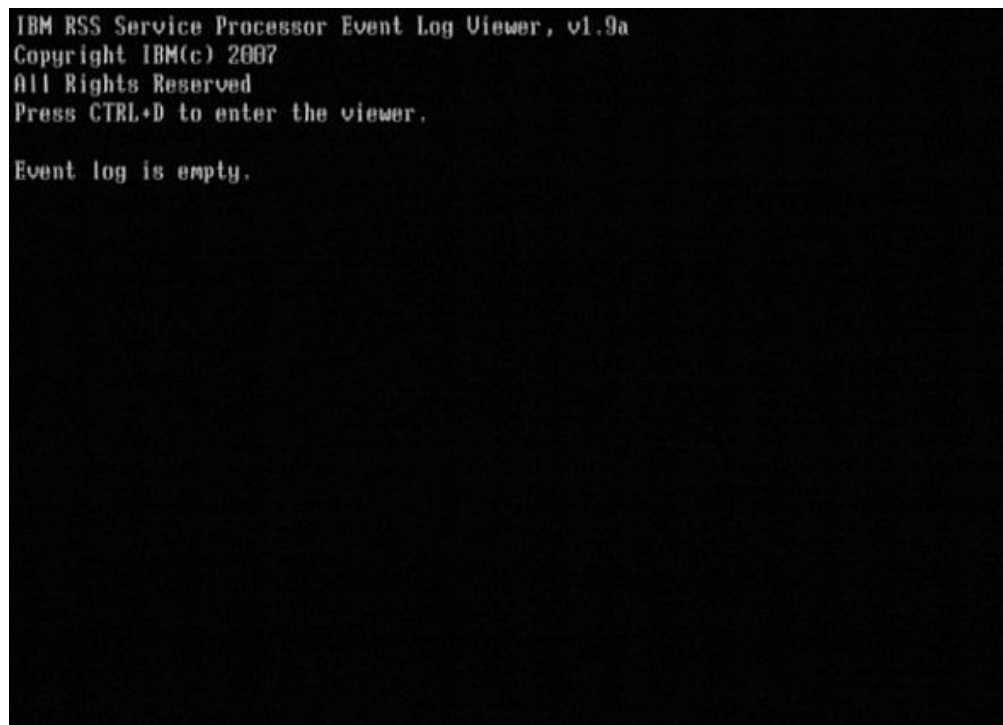 IBM RSS Service Processor Event Log Viewer, v1.9a
Copyright IBM(c) 2007
All Rights Reserved
Press CTRL+D to enter the viewer.
Event log is empty.